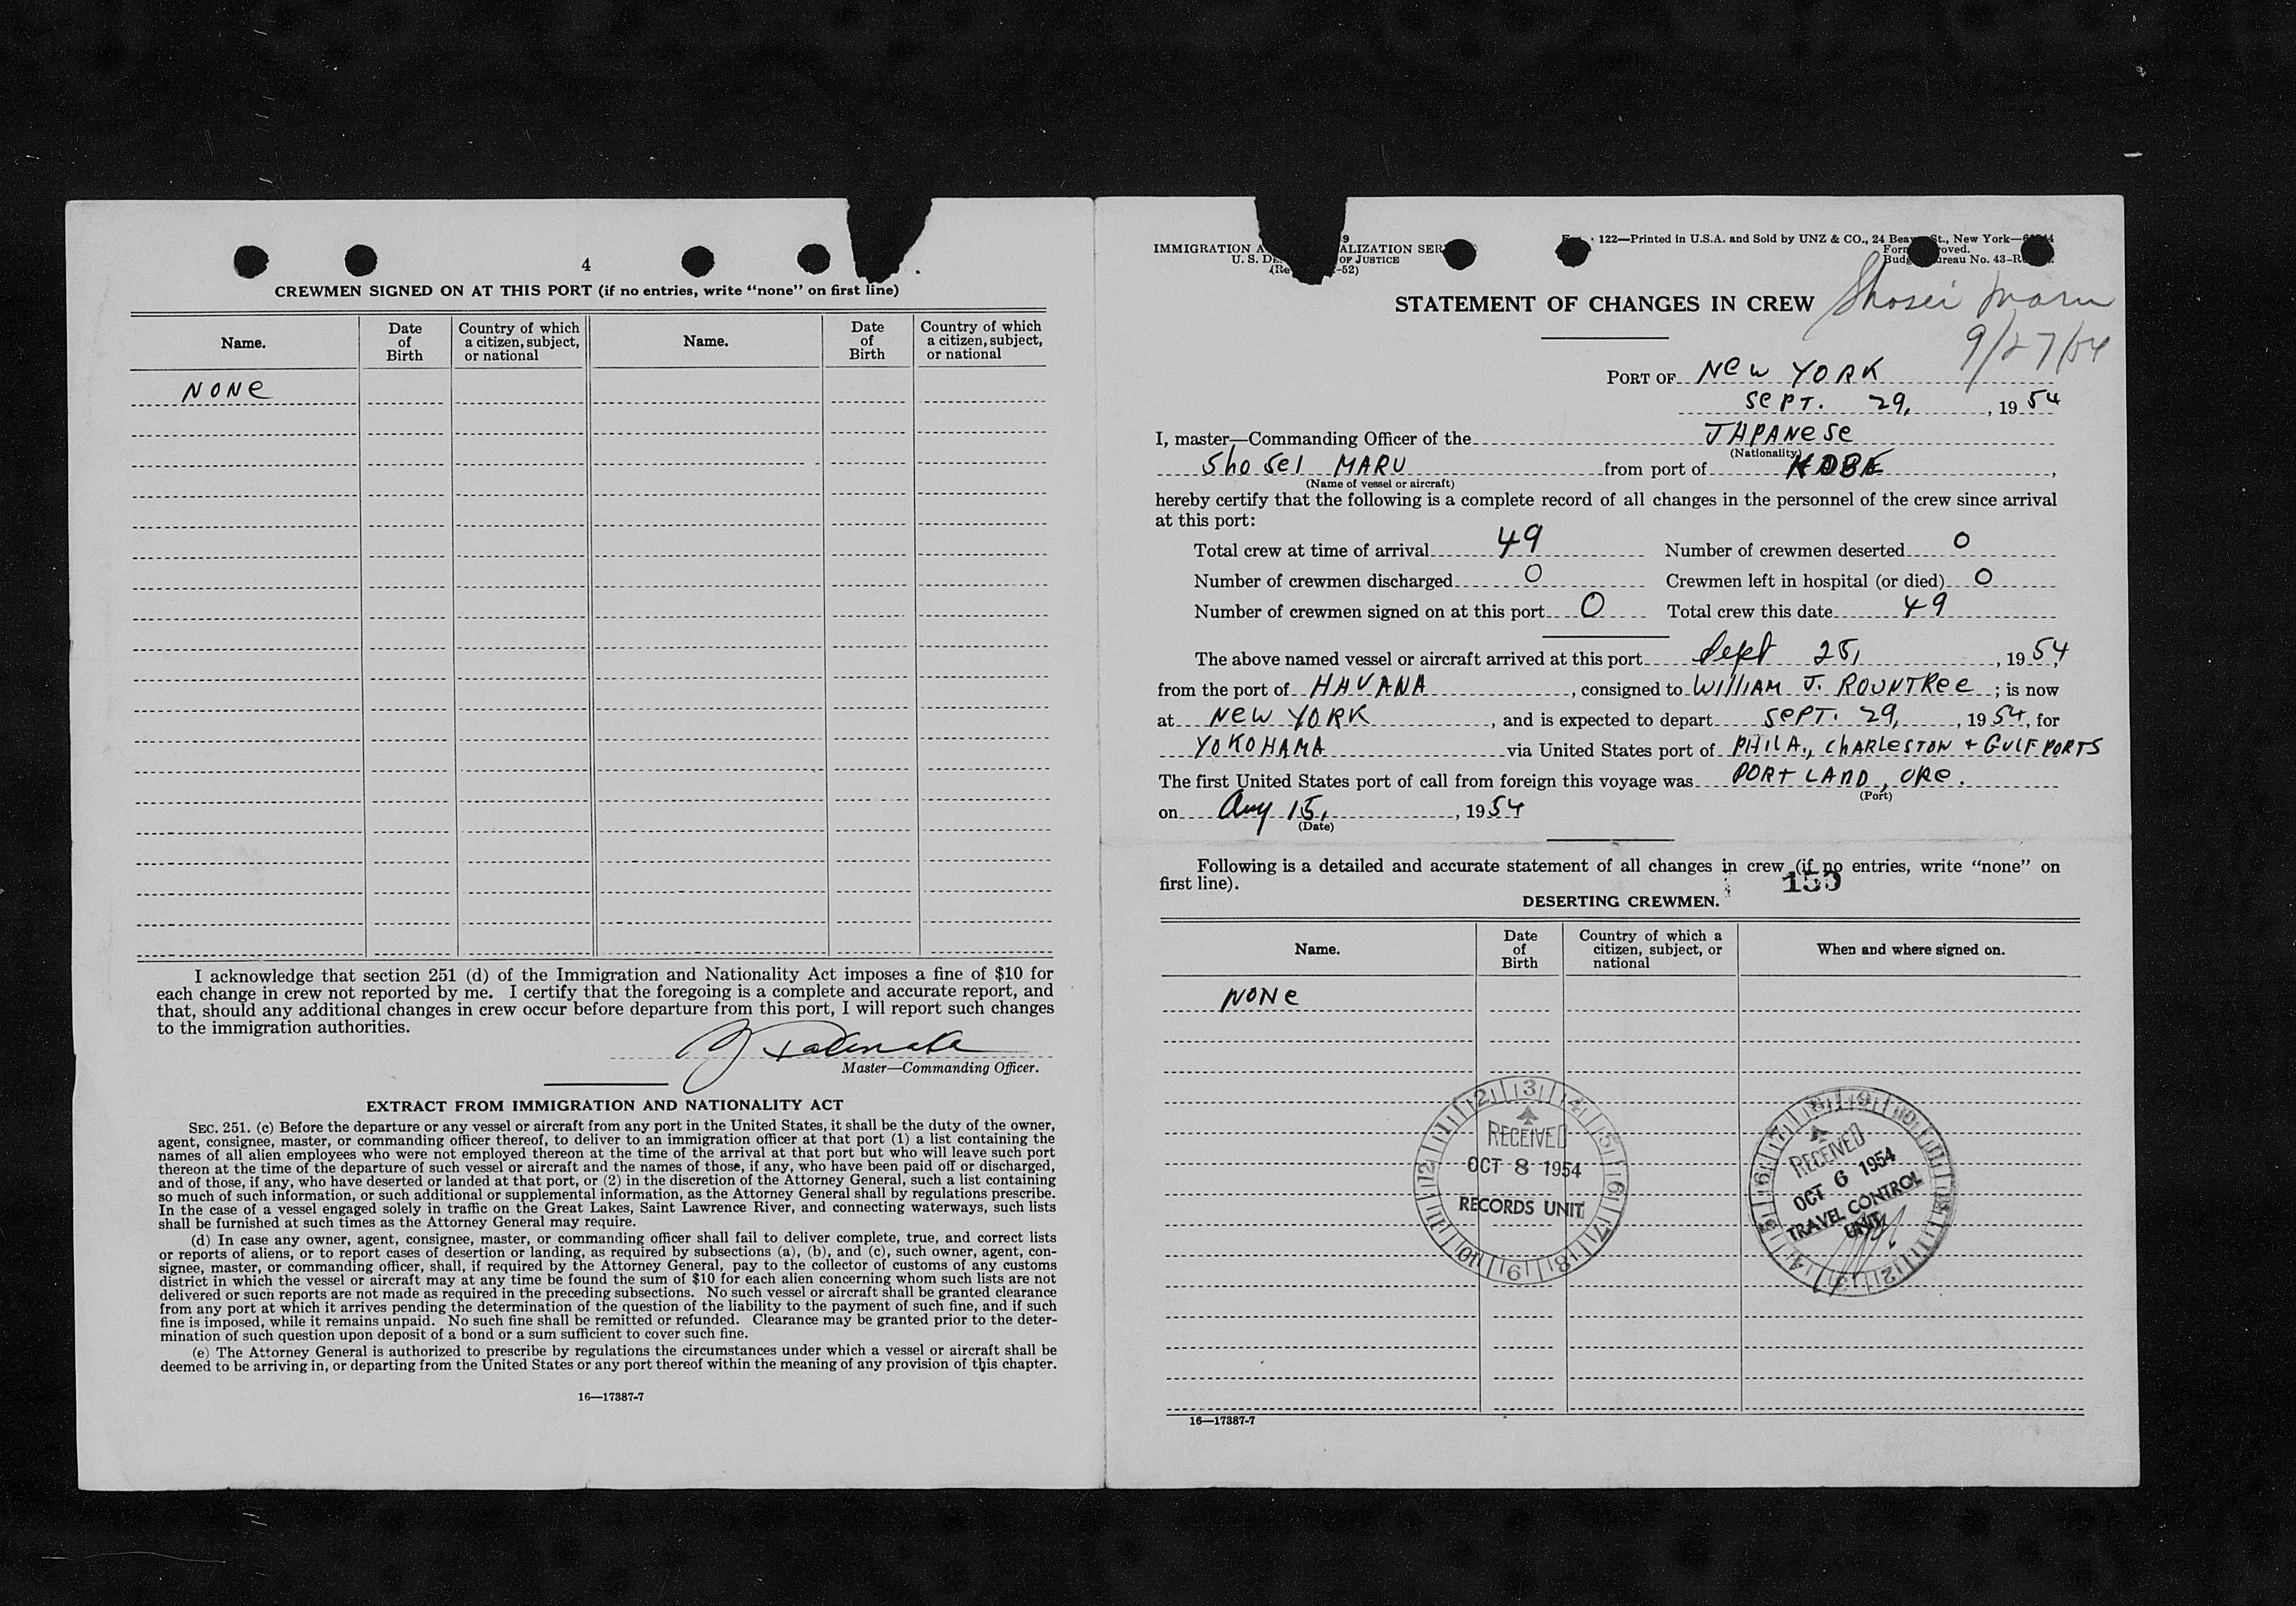 4
CREWMEN SIGNED ON AT THIS PORT (if no entries, write “none” on first line)
Name. Date of Birth Country of which a citizen, subject, or national Name. Date of Birth Country of which a citizen, subject, or national
NONE
I acknowledge that section 251 (d) of the Immigration and Nationality Act imposes a fine of $10 for
each change in crew not reported by me. I certify that the foregoing is a complete and accurate report, and
that, should any additional changes in crew occur before departure from this port, I will report such changes
to the immigration authorities.
Master—Commanding Officer.
EXTRACT FROM IMMIGRATION AND NATIONALITY ACT
SEC. 251. (c) Before the departure or any vessel or aircraft from any port in the United States, it shall be the duty of the owner,
agent, consignee, master, or commanding officer thereof, to deliver to an immigration officer at that port (1) a list containing the
names of all alien employees who were not employed thereon at the time of the arrival at that port but who will leave such port
thereon at the time of the departure of such vessel or aircraft and the names of those, if any, who have been paid off or discharged,
and of those, if any, who have deserted or landed at that port, or (2) in the discretion of the Attorney General, such a list containing
so much of such information, or such additional or supplemental information, as the Attorney General shall by regulations prescribe.
In the case of a vessel engaged solely in traffic on the Great Lakes, Saint Lawrence River, and connecting waterways, such lists
shall be furnished at such times as the Attorney General may require.
(d) In case any owner, agent, consignee, master, or commanding officer shall fail to deliver complete, true, and correct lists
or reports of aliens, or to report cases of desertion or landing, as required by subsections (a), (b), and (c), such owner, agent, con-
signee, master, or commanding officer, shall, if required by the Attorney General, pay to the collector of customs of any customs
district in which the vessel or aircraft may at any time be found the sum of $10 for each alien concerning whom such lists are not
delivered or such reports are not made as required in the preceding subsections. No such vessel or aircraft shall be granted clearance
from any port at which it arrives pending the determination of the question of the liability to the payment of such fine, and if such
fine is imposed, while it remains unpaid. No such fine shall be remitted or refunded. Clearance may be granted prior to the deter-
mination of such question upon deposit of a bond or a sum sufficient to cover such fine.
(e) The Attorney General is authorized to prescribe by regulations the circumstances under which a vessel or aircraft shall be
deemed to be arriving in, or departing from the United States or any port thereof within the meaning of any provision of this chapter.
16—17387-7
122—Printed in U.S.A. and Sold by UNZ & CO., 24 St., New York—
IMMIGRATION
U. S. OF JUSTICE
-52)
STATEMENT OF CHANGES IN CREW
Shosei Maru
9/27/54
PORT OF NEW YORK
SEPT. 29, , 19 54
I, master—Commanding Officer of the JAPANESE
(Nationality)
Shosei MARU from port of KOBE ,
(Name of vessel or aircraft)
hereby certify that the following is a complete record of all changes in the personnel of the crew since arrival
at this port:
Total crew at time of arrival 49 Number of crewmen deserted 0
Number of crewmen discharged 0 Crewmen left in hospital (or died) 0
Number of crewmen signed on at this port 0 Total crew this date 49
The above named vessel or aircraft arrived at this port Sept 25, , 19 54,
from the port of HAVANA , consigned to WILLIAM J. ROUNTREE ; is now
at NEW YORK , and is expected to depart SEPT. 29, , 19 54, for
YOKOHAMA via United States port of PHILA., CHARLESTON + GULF PORTS
The first United States port of call from foreign this voyage was PORTLAND, ORE.
(Port)
on Aug 15, , 19 54
(Date)
Following is a detailed and accurate statement of all changes in crew (if no entries, write “none” on
first line).
DESERTING CREWMEN.
Name. Date of Birth Country of which a citizen, subject, or national When and where signed on.
NONE
RECEIVED
OCT 8 1954
RECORDS UNIT
RECEIVED
OCT 6 1954
TRAVEL CONTROL
UNIT
16—17387-7